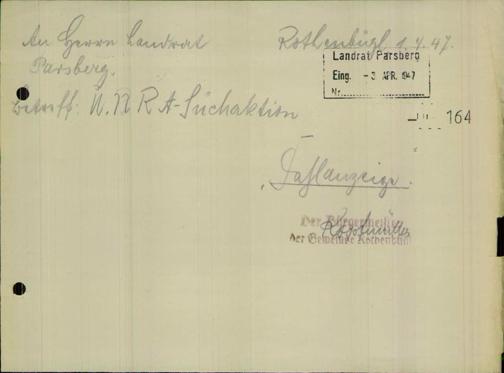 An Herrn Landrat
Parsberg.
Rothenbügl 1.4.47.
Landrat Parsberg
Eing. - 3 APR. 1947
Nr.
Betreff: U.N.R.A-Suchaktion
164
Fehlanzeige.
Der Bürgermeister
der Gemeinde Rothenbügl